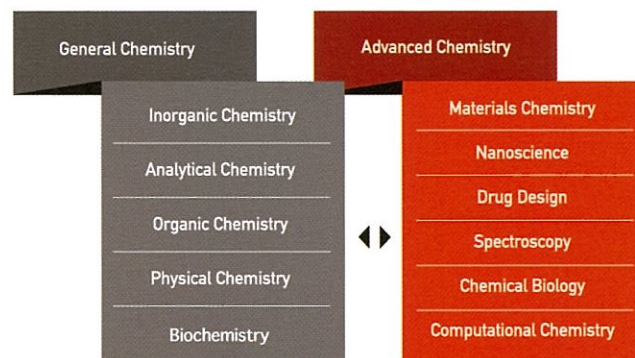 General Chemistry
Inorganic Chemistry
Analytical Chemistry
Organic Chemistry
Physical Chemistry
Biochemistry
Advanced Chemistry
Materials Chemistry
Nanoscience
Drug Design
Spectroscopy
Chemical Biology
Computational Chemistry